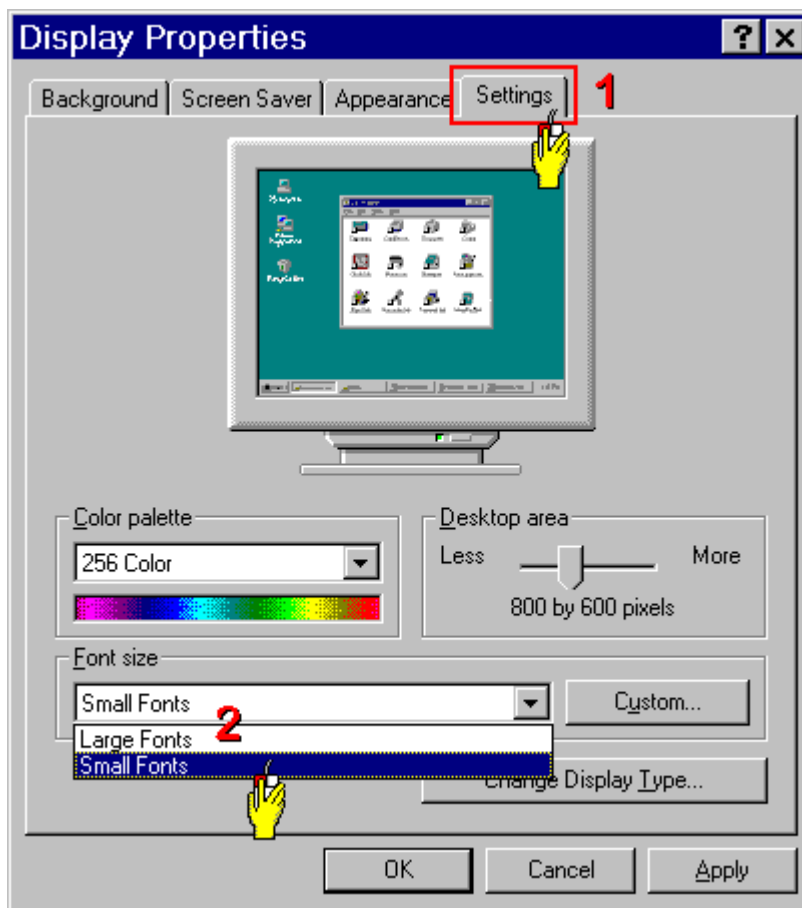 Display Properties
Background Screen Saver Appearance Settings 1
Color palette
256 Color
Desktop area
Less More
800 by 600 pixels
Font size
Small Fonts
Custom...
2
Large Fonts
Small Fonts
Change Display Type...
OK Cancel Apply